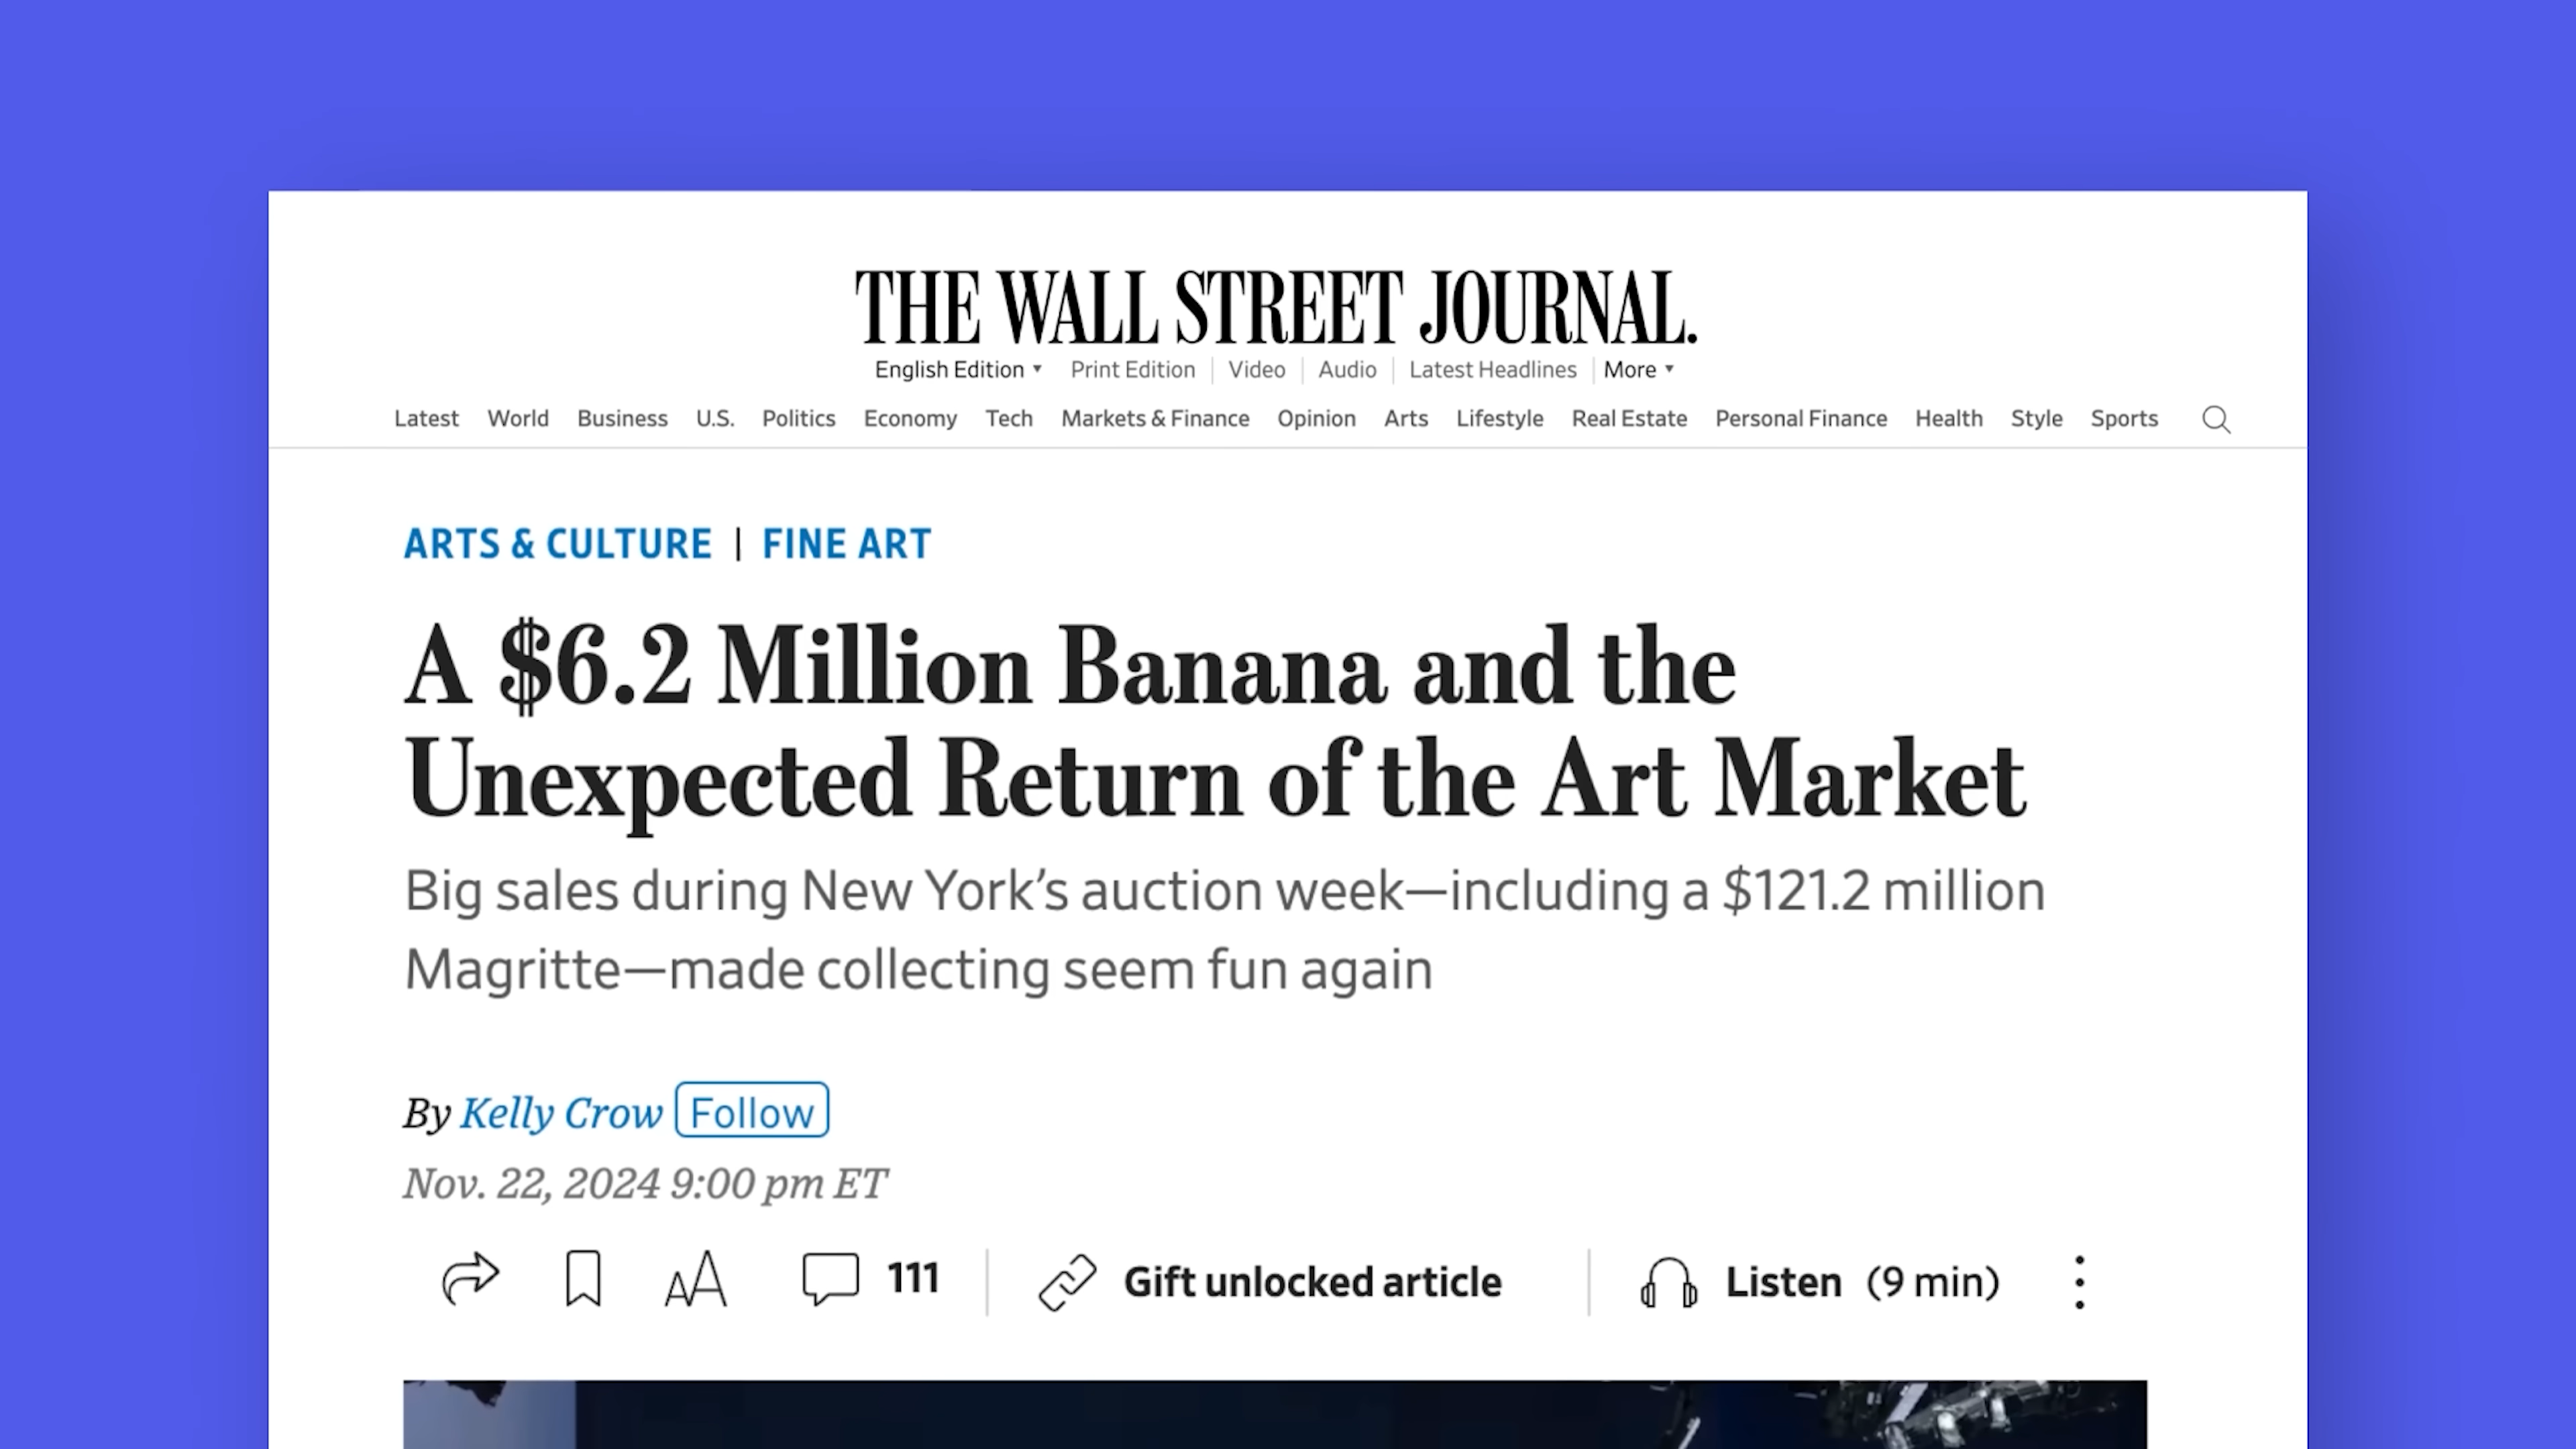 THE WALL STREET JOURNAL.
English Edition ▾ Print Edition | Video | Audio | Latest Headlines | More ▾
Latest World Business U.S. Politics Economy Tech Markets & Finance Opinion Arts Lifestyle Real Estate Personal Finance Health Style Sports
ARTS & CULTURE | FINE ART
A $6.2 Million Banana and the
Unexpected Return of the Art Market
Big sales during New York’s auction week—including a $121.2 million
Magritte—made collecting seem fun again
By Kelly Crow Follow
Nov. 22, 2024 9:00 pm ET
AA 111 | Gift unlocked article | Listen (9 min)